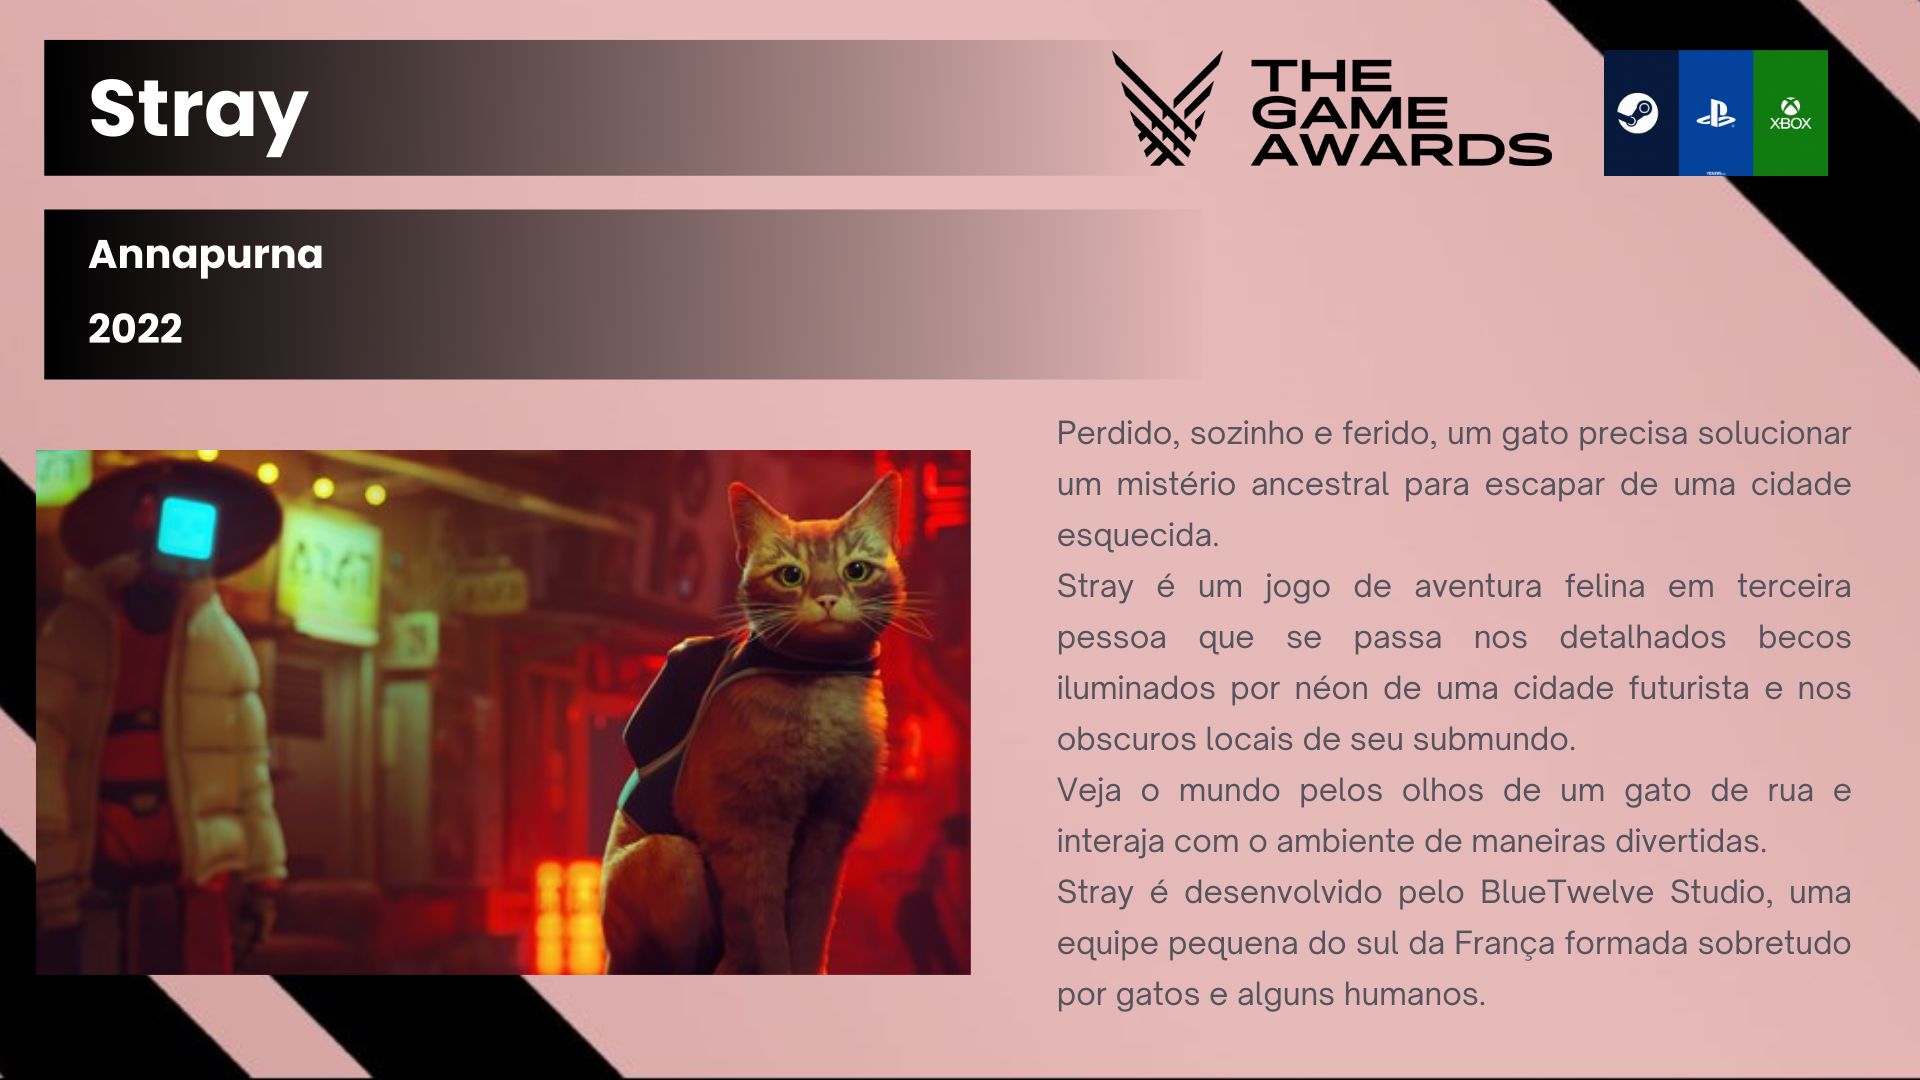 Stray
THE
GAME
AWARDS
XBOX
Annapurna
2022
Perdido, sozinho e ferido, um gato precisa solucionar
um mistério ancestral para escapar de uma cidade
esquecida.
Stray é um jogo de aventura felina em terceira
pessoa que se passa nos detalhados becos
iluminados por néon de uma cidade futurista e nos
obscuros locais de seu submundo.
Veja o mundo pelos olhos de um gato de rua e
interaja com o ambiente de maneiras divertidas.
Stray é desenvolvido pelo BlueTwelve Studio, uma
equipe pequena do sul da França formada sobretudo
por gatos e alguns humanos.